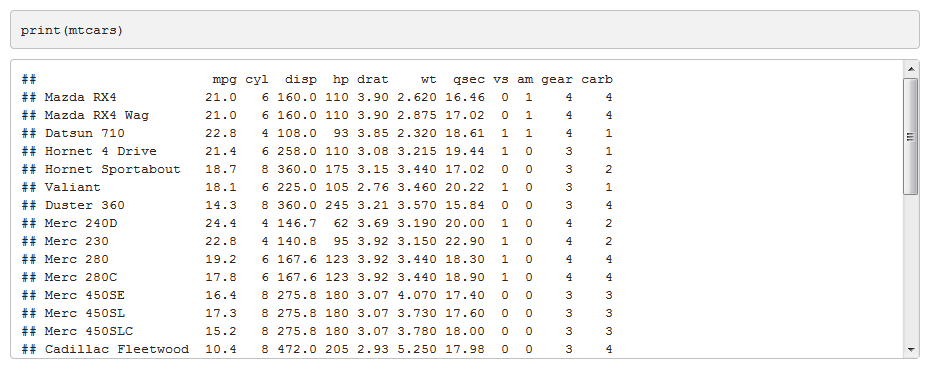 print(mtcars)
##                      mpg cyl  disp  hp drat    wt  qsec vs am gear carb
## Mazda RX4           21.0   6 160.0 110 3.90 2.620 16.46  0  1    4    4
## Mazda RX4 Wag       21.0   6 160.0 110 3.90 2.875 17.02  0  1    4    4
## Datsun 710          22.8   4 108.0  93 3.85 2.320 18.61  1  1    4    1
## Hornet 4 Drive      21.4   6 258.0 110 3.08 3.215 19.44  1  0    3    1
## Hornet Sportabout   18.7   8 360.0 175 3.15 3.440 17.02  0  0    3    2
## Valiant             18.1   6 225.0 105 2.76 3.460 20.22  1  0    3    1
## Duster 360          14.3   8 360.0 245 3.21 3.570 15.84  0  0    3    4
## Merc 240D           24.4   4 146.7  62 3.69 3.190 20.00  1  0    4    2
## Merc 230            22.8   4 140.8  95 3.92 3.150 22.90  1  0    4    2
## Merc 280            19.2   6 167.6 123 3.92 3.440 18.30  1  0    4    4
## Merc 280C           17.8   6 167.6 123 3.92 3.440 18.90  1  0    4    4
## Merc 450SE          16.4   8 275.8 180 3.07 4.070 17.40  0  0    3    3
## Merc 450SL          17.3   8 275.8 180 3.07 3.730 17.60  0  0    3    3
## Merc 450SLC         15.2   8 275.8 180 3.07 3.780 18.00  0  0    3    3
## Cadillac Fleetwood  10.4   8 472.0 205 2.93 5.250 17.98  0  0    3    4